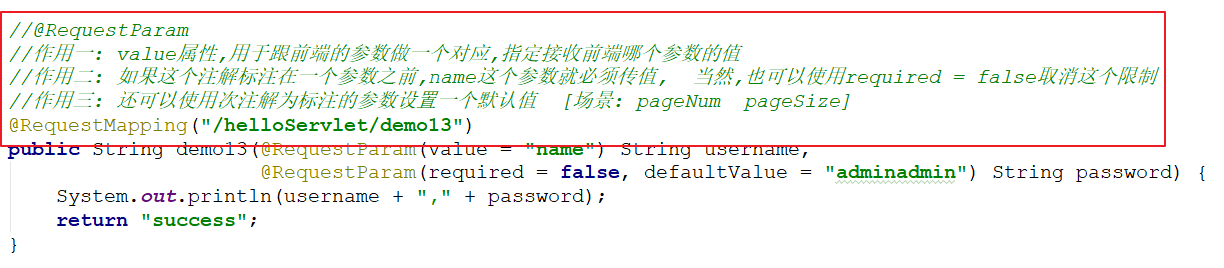 //@RequestParam
//作用一: value属性,用于跟前端的参数做一个对应,指定接收前端哪个参数的值
//作用二: 如果这个注解标注在一个参数之前,name这个参数就必须传值, 当然,也可以使用required = false取消这个限制
//作用三: 还可以使用次注解为标注的参数设置一个默认值 [场景: pageNum pageSize]
@RequestMapping("/helloServlet/demo13")
public String demo13(@RequestParam(value = "name") String username,
@RequestParam(required = false, defaultValue = "adminadmin") String password) {
System.out.println(username + "," + password);
return "success";
}